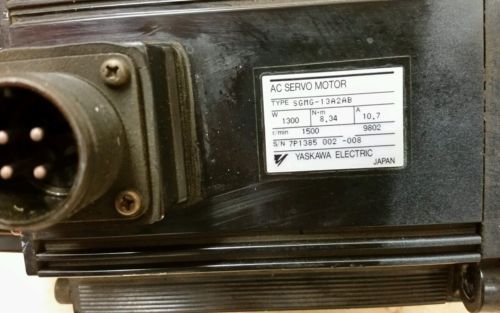 AC SERVO MOTOR
TYPE SGMG-13A2AB
W 1300 N-m 8.34 A 10.7
r/min 1500 9802
S/N 7P1385 002 -008
YASKAWA ELECTRIC
JAPAN